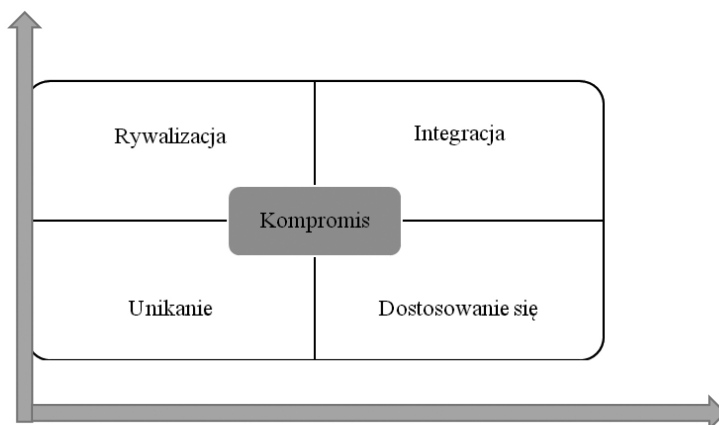 Rywalizacja
Integracja
Kompromis
Unikanie
Dostosowanie się